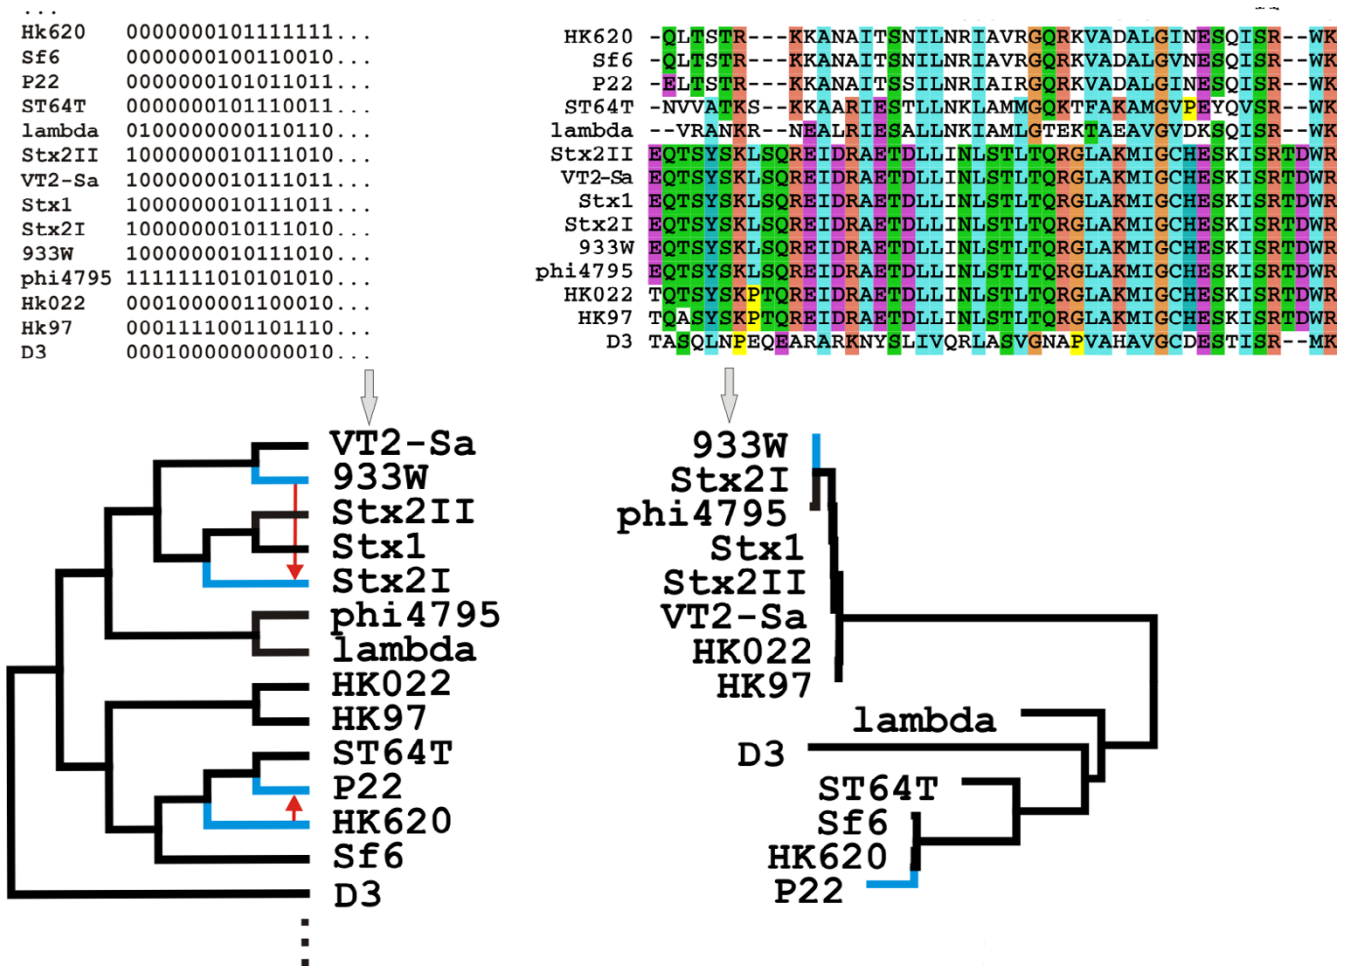 ...
Hk620 0000000101111111...
Sf6 0000000100110010...
P22 0000000101011011...
ST64T 0000000101110011...
lambda 0100000000110110...
Stx2II 1000000010111010...
VT2-Sa 1000000010111011...
Stx1 1000000010111011...
Stx2I 1000000010111010...
933W 1000000010111010...
phi4795 1111111010101010...
Hk022 0001000001100010...
Hk97 0001111001101110...
D3 0001000000000010...
HK620 -QLTSTR---KKANAITSNILNRIAVRGQRKVADALGINESQISR--WK
Sf6 -QLTSTR---KKANAITSNILNRIAVRGQRKVADALGVNESQISR--WK
P22 -ELTSTR---KKANAITSSILNRIAIRGQRKVADALGINESQISR--WK
ST64T -NVVATKS--KKAARIESTLLNKLAMMGQKTFAKAMGVPEYQVSR--WK
lambda --VRANKR--NEALRIESALLNKIAMLGTEKTAEAVGVDKSQISR--WK
Stx2II EQTSYSKLSQREIDRAETDLLINLSTLTQRGLAKMIGCHESKISRTDWR
VT2-Sa EQTSYSKLSQREIDRAETDLLINLSTLTQRGLAKMIGCHESKISRTDWR
Stx1 EQTSYSKLSQREIDRAETDLLINLSTLTQRGLAKMIGCHESKISRTDWR
Stx2I EQTSYSKLSQREIDRAETDLLINLSTLTQRGLAKMIGCHESKISRTDWR
933W EQTSYSKLSQREIDRAETDLLINLSTLTQRGLAKMIGCHESKISRTDWR
phi4795 EQTSYSKLSQREIDRAETDLLINLSTLTQRGLAKMIGCHESKISRTDWR
HK022 TQTSYSKPTQREIDRAETDLLINLSTLTQRGLAKMIGCHESKISRTDWR
HK97 TQASYSKPTQREIDRAETDLLINLSTLTQRGLAKMIGCHESKISRTDWR
D3 TASQLNPEQEARARKNYSLIVQRLASVGNAPVAHAVGCDESTISR--MK
VT2-Sa
933W
Stx2II
Stx1
Stx2I
phi4795
lambda
HK022
HK97
ST64T
P22
HK620
Sf6
D3
933W
Stx2I
phi4795
Stx1
Stx2II
VT2-Sa
HK022
HK97
lambda
D3
ST64T
Sf6
HK620
P22